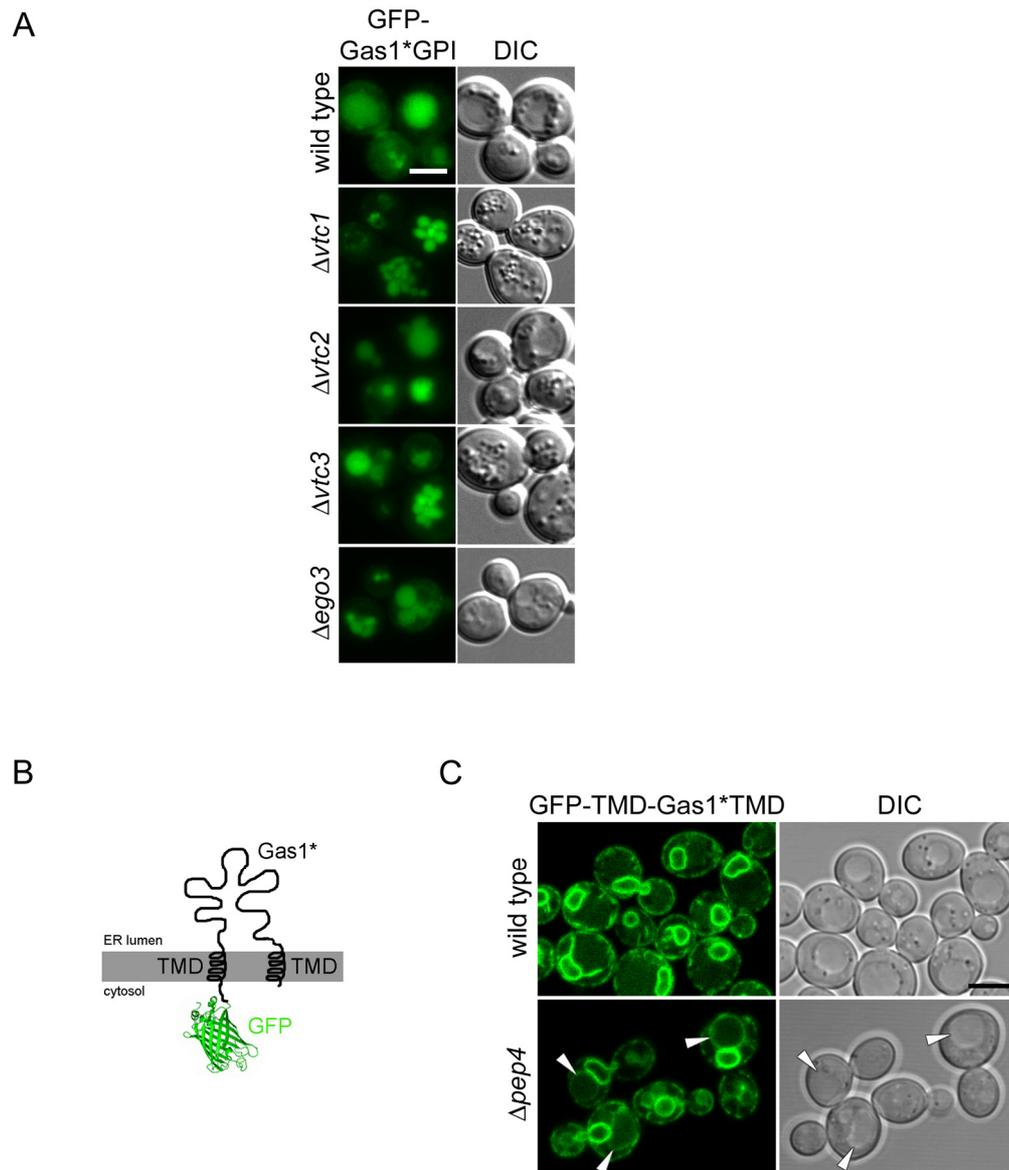 A
GFP-
Gas1*GPI
DIC
wild type
Δvtc1
Δvtc2
Δvtc3
Δego3
B
Gas1*
ER lumen
TMD
TMD
cytosol
GFP
C
GFP-TMD-Gas1*TMD
DIC
wild type
Δpep4